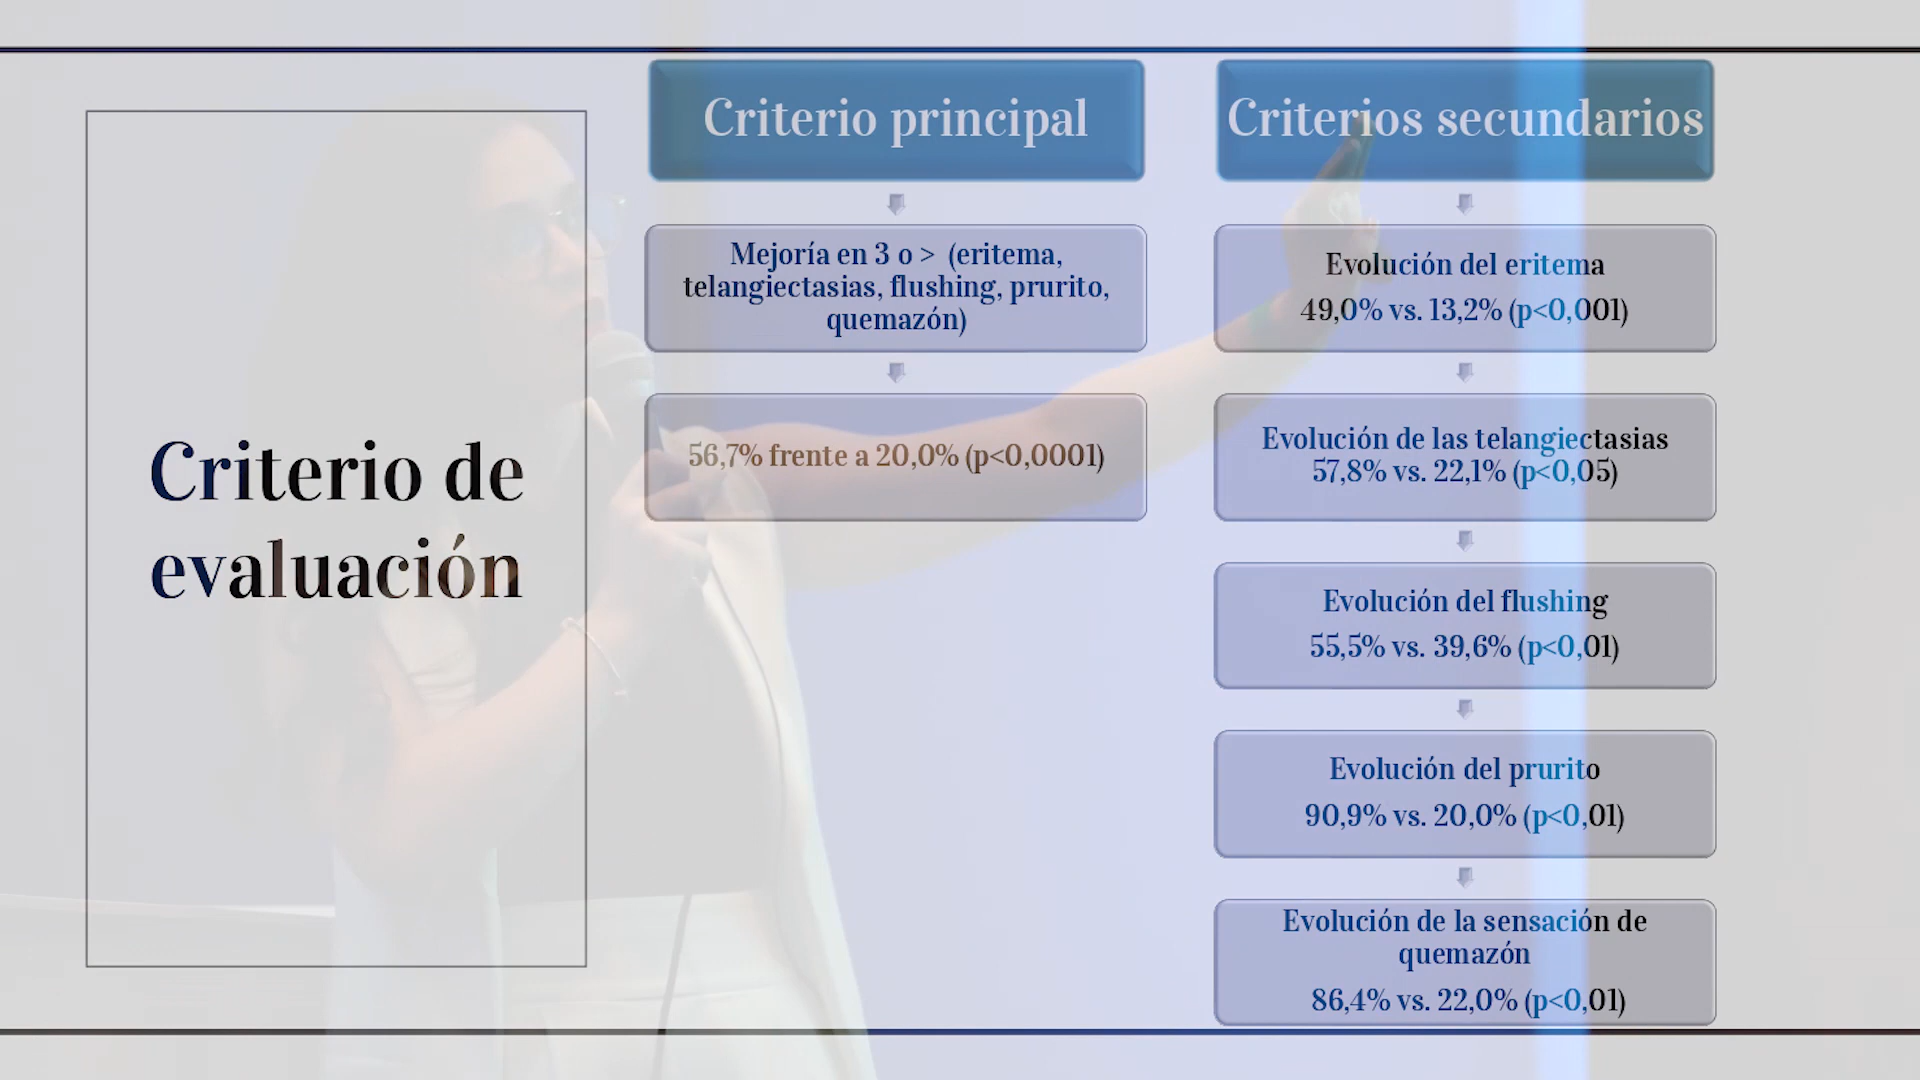 Criterio de
evaluación
Criterio principal
Mejoría en 3 o > (eritema,
telangiectasias, flushing, prurito,
quemazón)
56,7% frente a 20,0% (p<0,0001)
Criterios secundarios
Evolución del eritema
49,0% vs. 13,2% (p<0,001)
Evolución de las telangiectasias
57,8% vs. 22,1% (p<0,05)
Evolución del flushing
55,5% vs. 39,6% (p<0,01)
Evolución del prurito
90,9% vs. 20,0% (p<0,01)
Evolución de la sensación de
quemazón
86,4% vs. 22,0% (p<0,01)